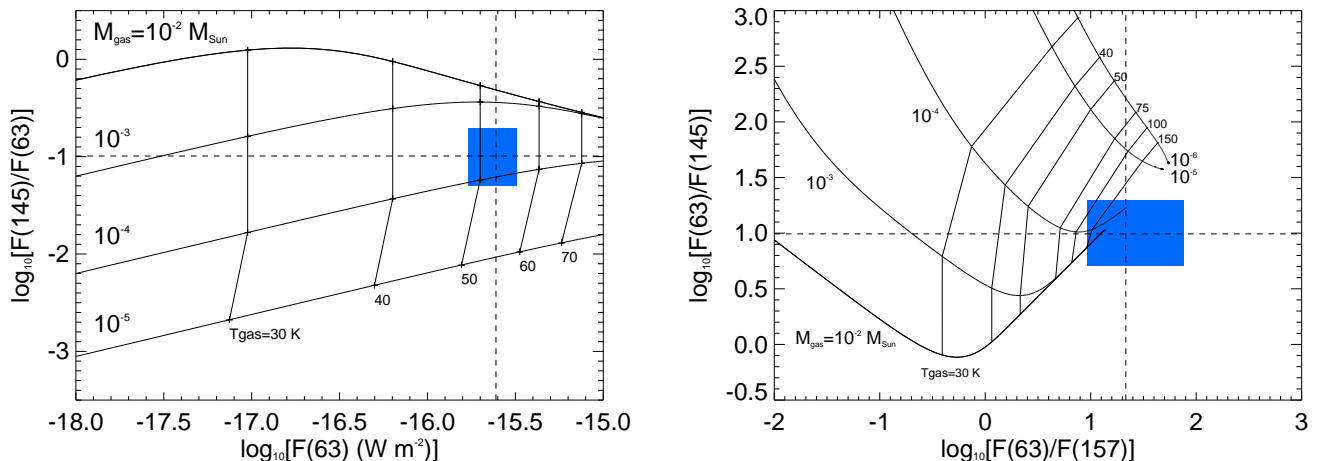 M_gas=10^-2 M_Sun
0
-1
-2
-3
10^-3
10^-4
10^-5
Tgas=30 K
40
50
60
70
-18.0 -17.5 -17.0 -16.5 -16.0 -15.5 -15.0
log₁₀[F(63) (W m^-2)]
log₁₀[F(145)/F(63)]
3.0
2.5
2.0
1.5
1.0
0.5
0.0
-0.5
40
50
75
100
150
10^-4
10^-6
10^-5
10^-3
M_gas=10^-2 M_Sun
Tgas=30 K
-2 -1 0 1 2 3
log₁₀[F(63)/F(157)]
log₁₀[F(63)/F(145)]